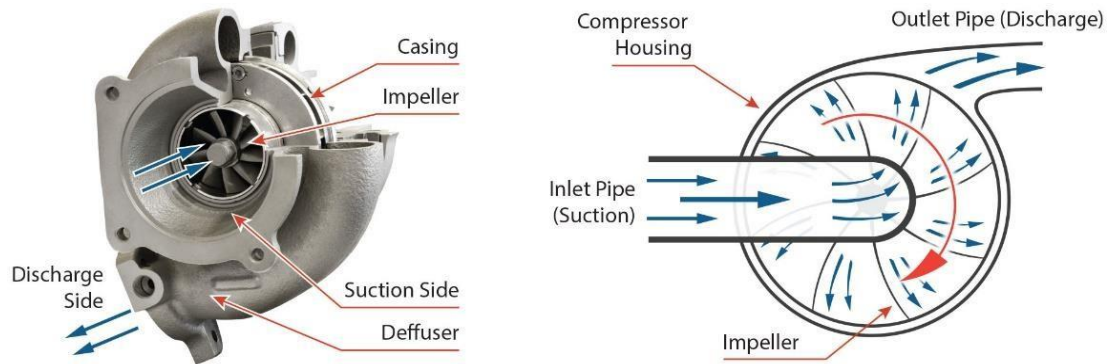 Casing
Impeller
Discharge
Side
Suction Side
Deffuser
Compressor
Housing
Outlet Pipe (Discharge)
Inlet Pipe
(Suction)
Impeller